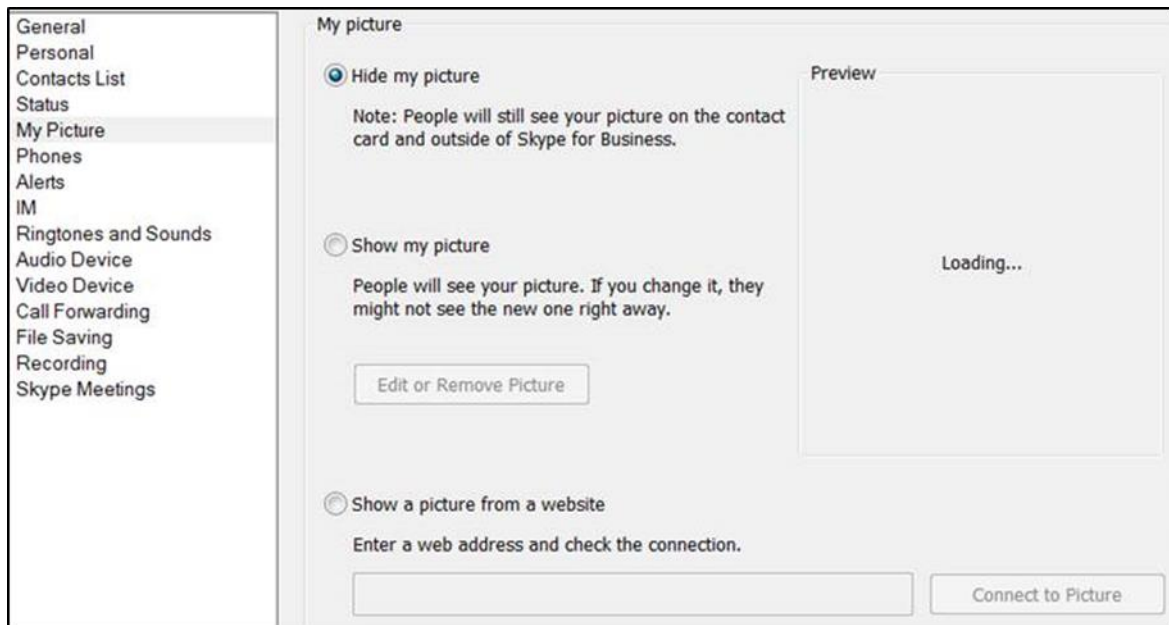 General
Personal
Contacts List
Status
My Picture
Phones
Alerts
IM
Ringtones and Sounds
Audio Device
Video Device
Call Forwarding
File Saving
Recording
Skype Meetings
My picture
Hide my picture
Note: People will still see your picture on the contact
card and outside of Skype for Business.
Show my picture
People will see your picture. If you change it, they
might not see the new one right away.
Edit or Remove Picture
Preview
Loading...
Show a picture from a website
Enter a web address and check the connection.
Connect to Picture